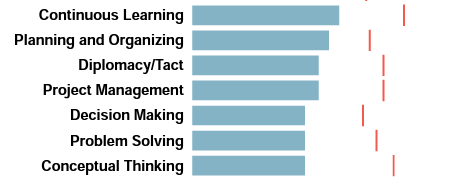 Continuous Learning
Planning and Organizing
Diplomacy/Tact
Project Management
Decision Making
Problem Solving
Conceptual Thinking